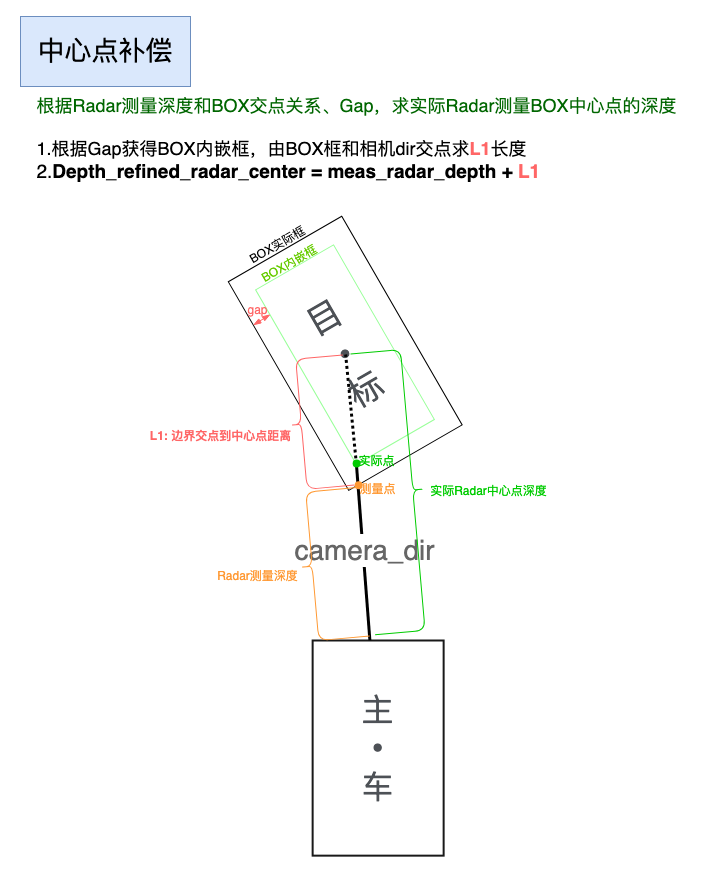 中心点补偿
根据Radar测量深度和BOX交点关系、Gap，求实际Radar测量BOX中心点的深度
1.根据Gap获得BOX内嵌框，由BOX框和相机dir交点求L1长度
2.Depth_refined_radar_center = meas_radar_depth + L1
BOX实际框
BOX内嵌框
gap
目
标
L1: 边界交点到中心点距离
实际点
测量点
实际Radar中心点深度
camera_dir
Radar测量深度
主
车